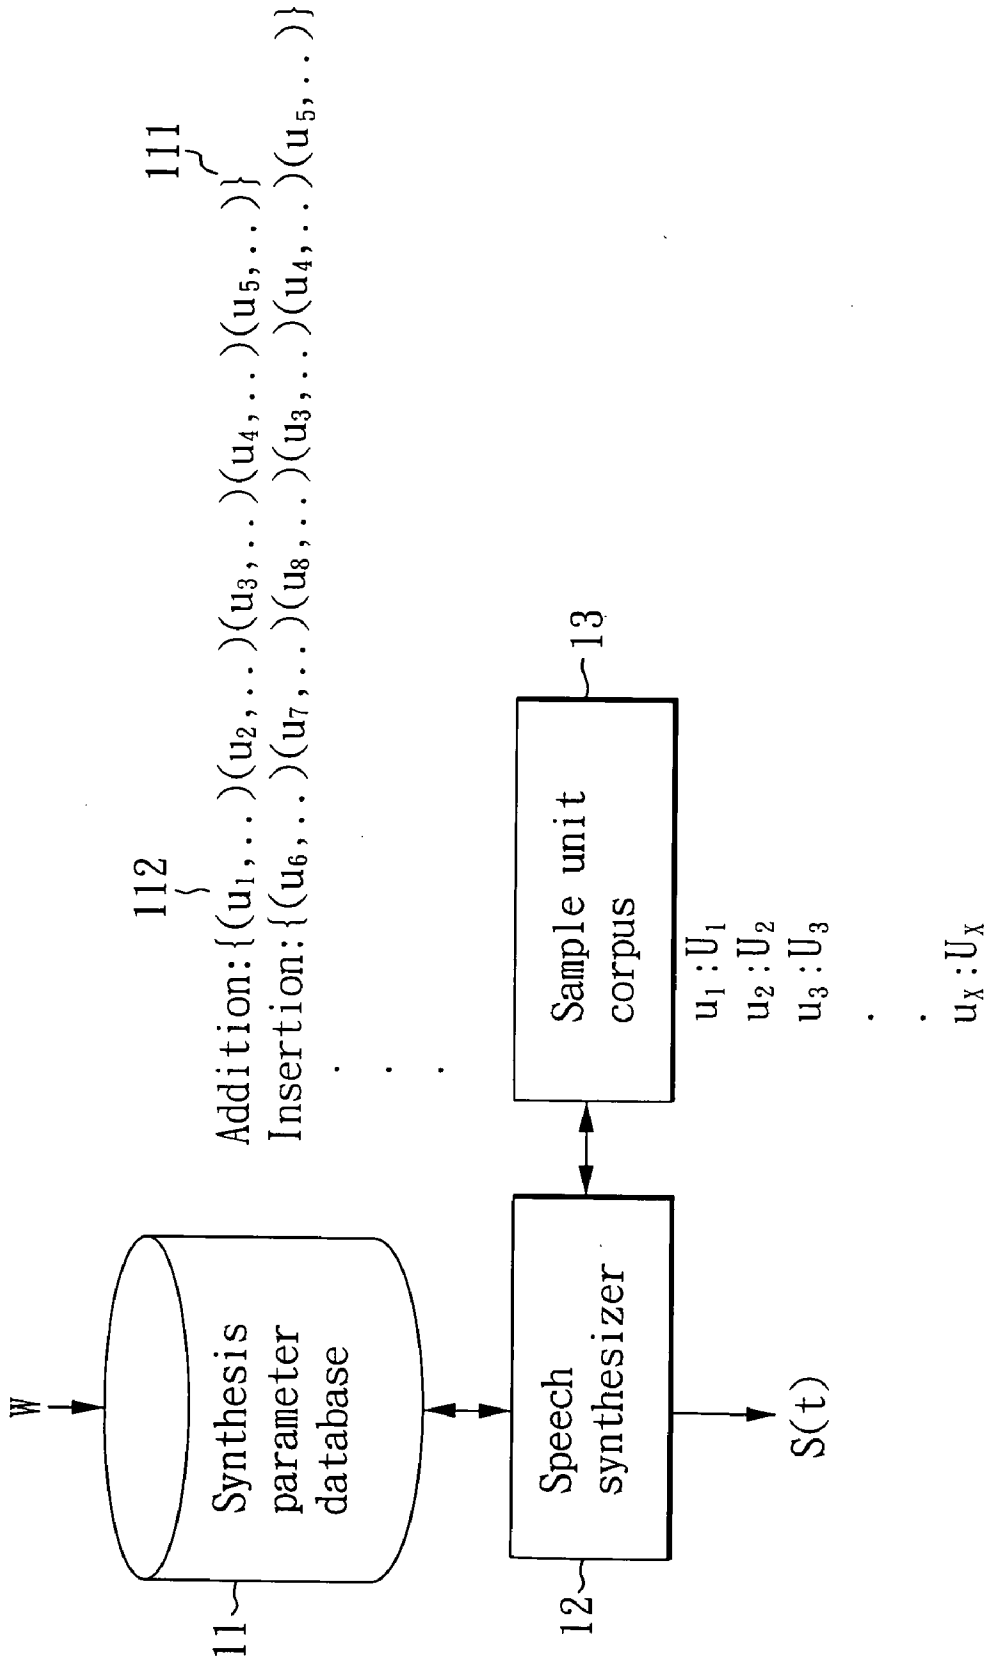 W
Synthesis
parameter
database
11
112
111
Addition:{(u₁,..)(u₂,..)(u₃,..)(u₄,..)(u₅,..)}
Insertion:{(u₆,..)(u₇,..)(u₈,..)(u₃,..)(u₄,..)(u₅,..)}
.
.
.
Speech
synthesizer
12
Sample unit
corpus
13
u₁:U₁
u₂:U₂
u₃:U₃
.
.
uₓ:Uₓ
S(t)